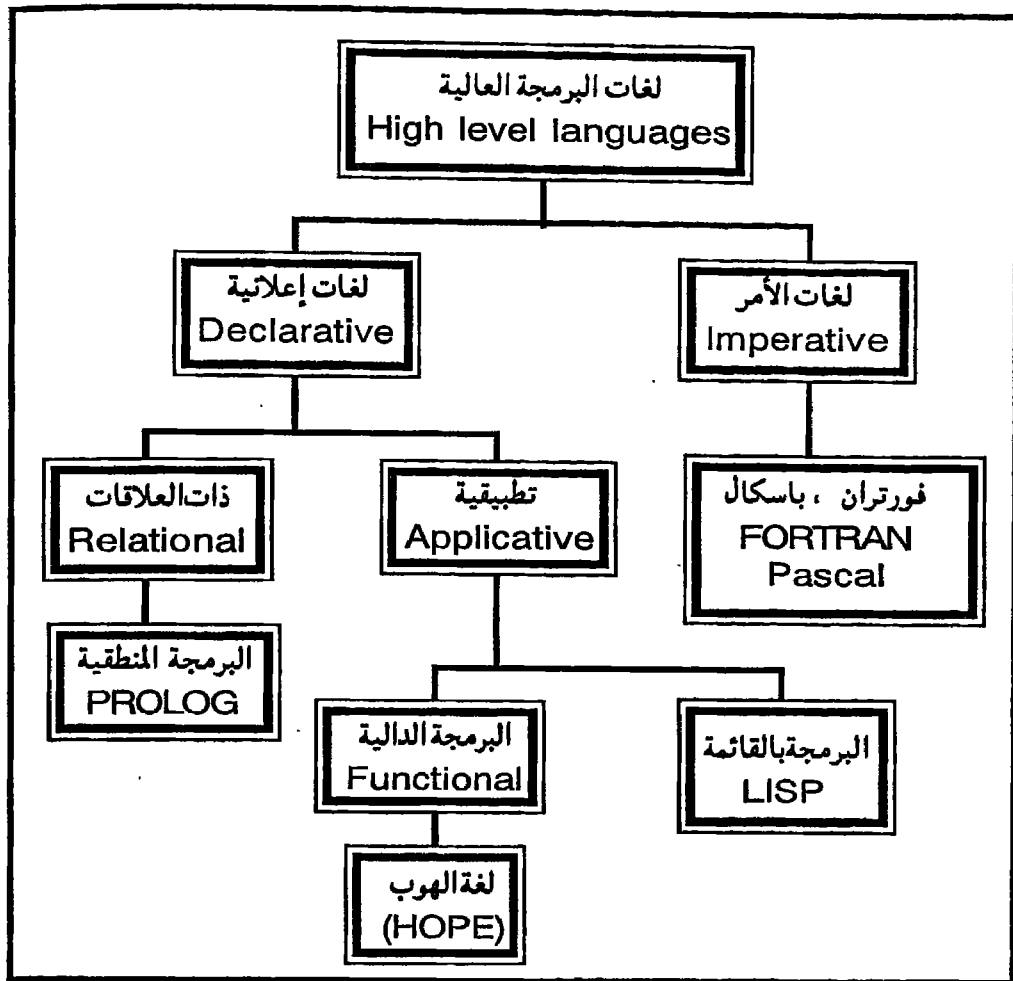 لغات البرمجة العالية
High level languages
لغات إعلانية
Declarative
لغات الأمر
Imperative
ذات العلاقات
Relational
تطبيقية
Applicative
فورتران ، باسكال
FORTRAN
Pascal
البرمجة المنطقية
PROLOG
البرمجة الدالية
Functional
البرمجة بالقائمة
LISP
لغة الهوب
(HOPE)